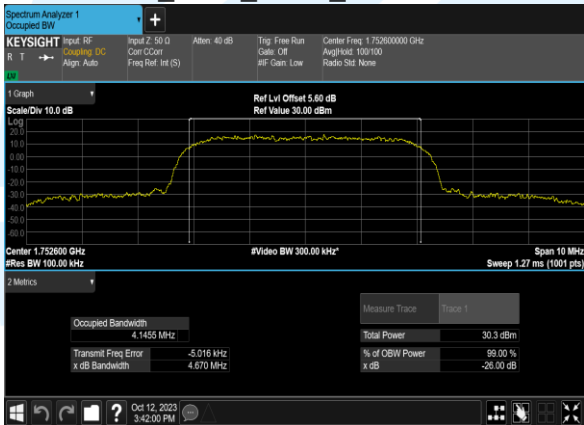 Spectrum Analyzer 1
Occupied BW
KEYSIGHT
R T
Input: RF
Coupling: DC
Align: Auto
Input Z: 50 Ω
Corr CCorr
Freq Ref: Int (S)
Atten: 40 dB
Trig: Free Run
Gate: Off
#IF Gain: Low
Center Freq: 1.752600000 GHz
Avg|Hold: 100/100
Radio Std: None
1 Graph
Scale/Div 10.0 dB
Ref Lvl Offset 5.60 dB
Ref Value 30.00 dBm
Log
20.0
10.0
0.00
-10.0
-20.0
-30.0
-40.0
-50.0
-60.0
Center 1.752600 GHz
#Res BW 100.00 kHz
#Video BW 300.00 kHz*
Span 10 MHz
Sweep 1.27 ms (1001 pts)
2 Metrics
Measure Trace Trace 1
Occupied Bandwidth
4.1455 MHz
Total Power 30.3 dBm
Transmit Freq Error -5.016 kHz
% of OBW Power 99.00 %
x dB Bandwidth 4.670 MHz
x dB -26.00 dB
Oct 12, 2023
3:42:00 PM